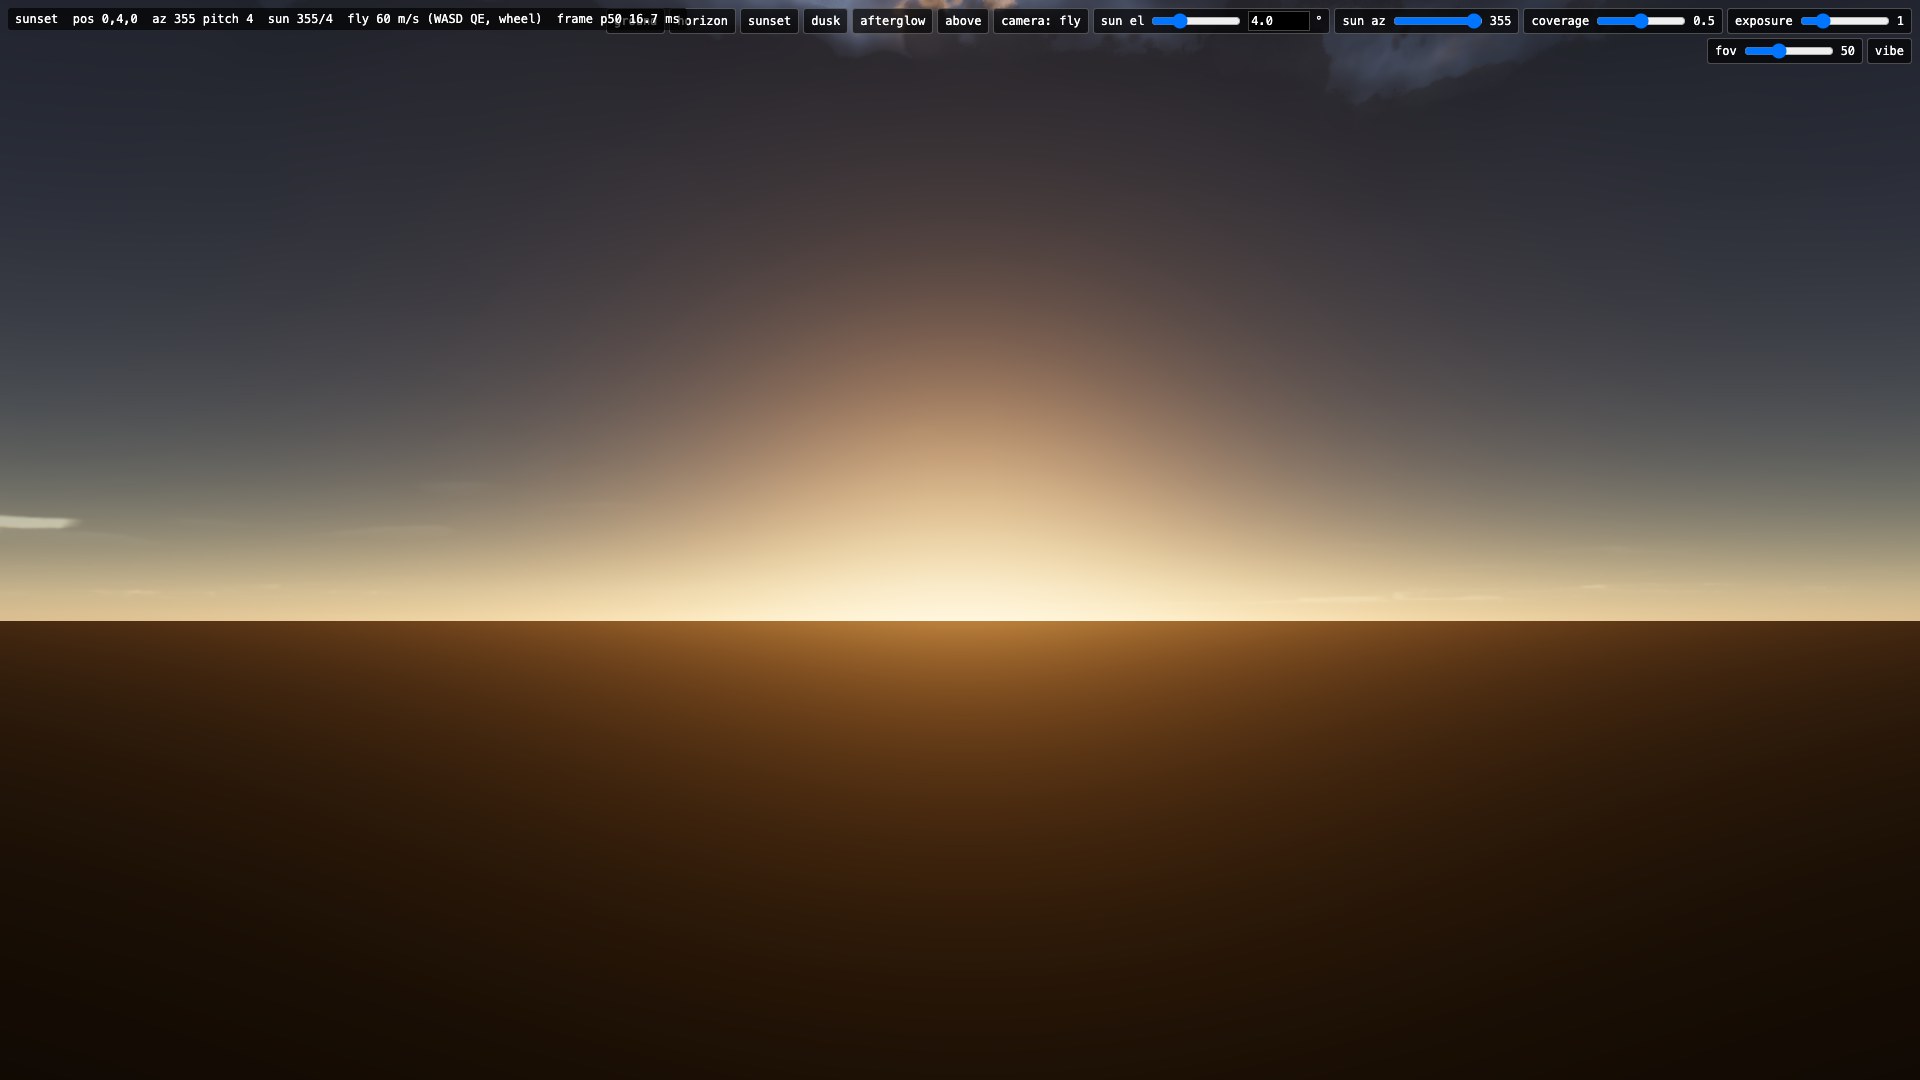 sunset pos 0,4,0 az 355 pitch 4 sun 355/4 fly 60 m/s (WASD QE, wheel) frame p50 16.7 ms horizon sunset dusk afterglow above camera: fly sun el 4.0 ° sun az 355 coverage 0.5 exposure 1
fov 50 vibe